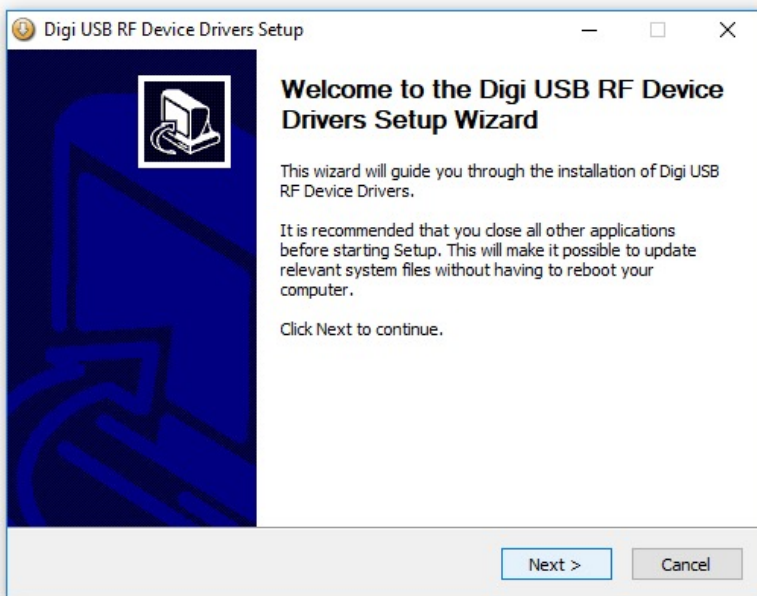 Digi USB RF Device Drivers Setup
Welcome to the Digi USB RF Device
Drivers Setup Wizard
This wizard will guide you through the installation of Digi USB
RF Device Drivers.
It is recommended that you close all other applications
before starting Setup. This will make it possible to update
relevant system files without having to reboot your
computer.
Click Next to continue.
Next >
Cancel